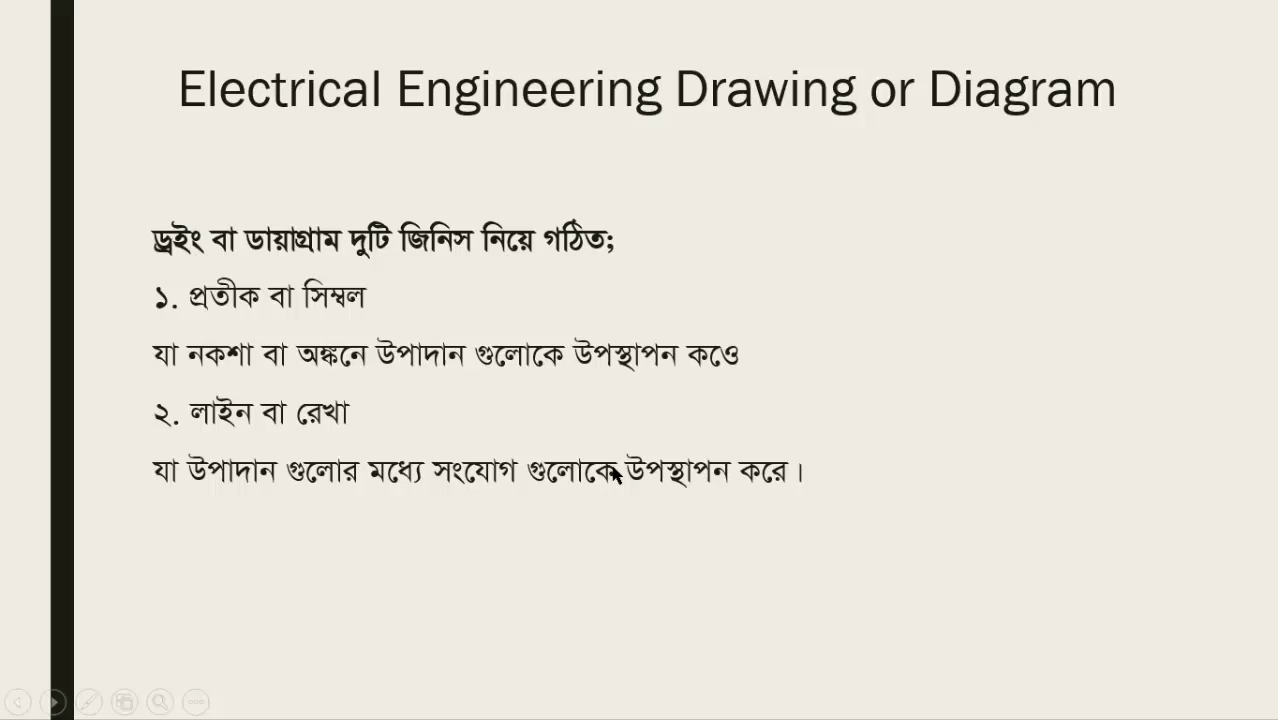 Electrical Engineering Drawing or Diagram
ড্রইং বা ডায়াগ্রাম দুটি জিনিস নিয়ে গঠিত;
১. প্রতীক বা সিম্বল
যা নকশা বা অঙ্কনে উপাদান গুলোকে উপস্থাপন কওে
২. লাইন বা রেখা
যা উপাদান গুলোর মধ্যে সংযোগ গুলোকে উপস্থাপন করে।